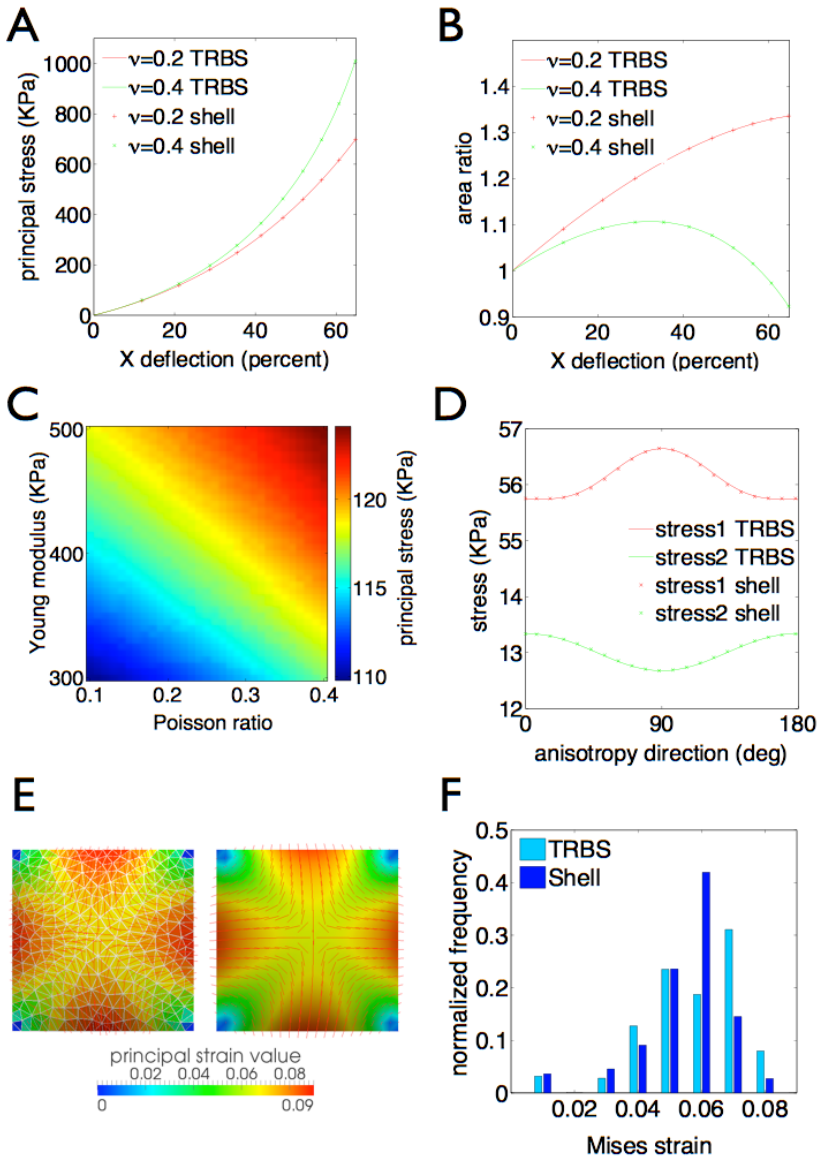 A
principal stress (KPa)
1000
800
600
400
200
0
0 20 40 60
X deflection (percent)
ν=0.2 TRBS
ν=0.4 TRBS
ν=0.2 shell
ν=0.4 shell
B
area ratio
1.4
1.3
1.2
1.1
1
0.9
0 20 40 60
X deflection (percent)
ν=0.2 TRBS
ν=0.4 TRBS
ν=0.2 shell
ν=0.4 shell
C
Young modulus (KPa)
500
400
300
0.1 0.2 0.3 0.4
Poisson ratio
120
115
110
principal stress (KPa)
D
stress (KPa)
57
56
55
14
13
12
0 90 180
anisotropy direction (deg)
stress1 TRBS
stress2 TRBS
stress1 shell
stress2 shell
E
principal strain value
0.02 0.04 0.06 0.08
0 0.09
F
normalized frequency
0.5
0.4
0.3
0.2
0.1
0
0.02 0.04 0.06 0.08
Mises strain
TRBS
Shell